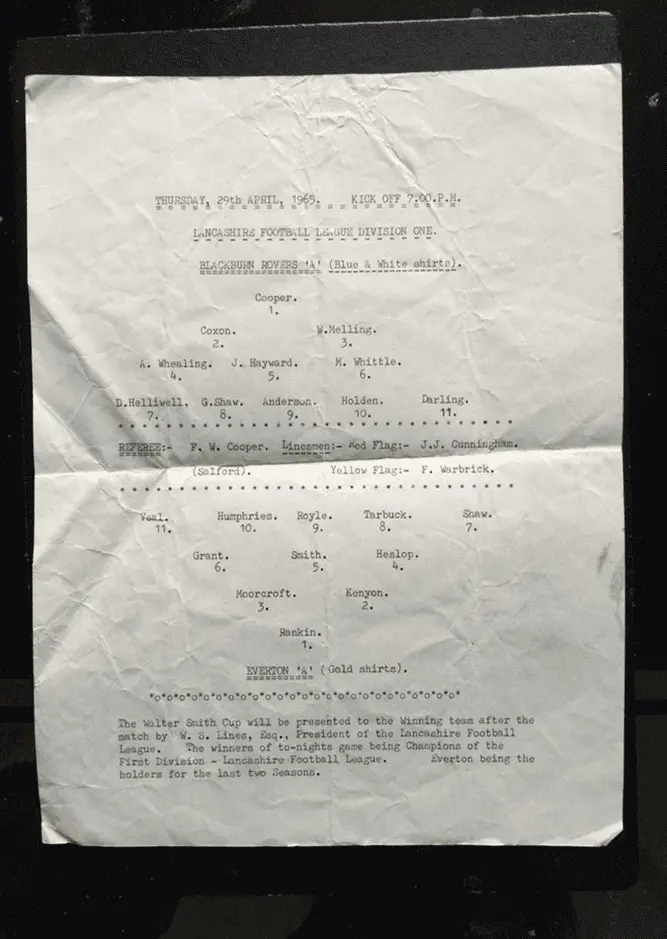 THURSDAY, 29th APRIL, 1965. KICK OFF 7.00.P.M.
LANCASHIRE FOOTBALL LEAGUE DIVISION ONE.
BLACKBURN ROVERS 'A' (Blue & White shirts).
Cooper.
1.
Coxon. W.Melling.
2. 3.
A. Whealing. J. Hayward. M. Whittle.
4. 5. 6.
D.Helliwell. G.Shaw. Anderson. Holden. Darling.
7. 8. 9. 10. 11.
REFEREE:- F. W. Cooper. Linesmen:- Red Flag:- J.J. Cunningham.
(Salford). Yellow Flag:- F. Warbrick.
Veal. Humphries. Royle. Tarbuck. Shaw.
11. 10. 9. 8. 7.
Grant. Smith. Heslop.
6. 5. 4.
Moorcroft. Kenyon.
3. 2.
Rankin.
1.
EVERTON 'A' (Gold shirts).
*o*o*o*o*o*o*o*o*o*o*o*o*o*o*o*o*o*o*o*o*o*o*o*o*o*
The Walter Smith Cup will be presented to the Winning team after the
match by W. S. Lines, Esq., President of the Lancashire Football
League. The winners of to-nights game being Champions of the
First Division - Lancashire Football League. Everton being the
holders for the last two Seasons.